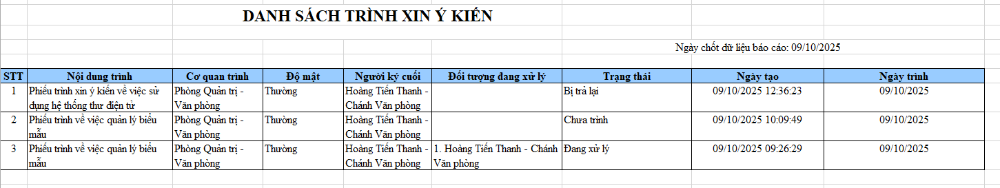 DANH SÁCH TRÌNH XIN Ý KIẾN
Ngày chốt dữ liệu báo cáo: 09/10/2025
STT Nội dung trình Cơ quan trình Độ mật Người ký cuối Đối tượng đang xử lý Trạng thái Ngày tạo Ngày trình
1 Phiếu trình xin ý kiến về việc sử Phòng Quản trị - Thường Hoàng Tiến Thanh - Bị trả lại 09/10/2025 12:36:23 09/10/2025
dụng hệ thống thư điện tử Văn phòng Chánh Văn phòng
2 Phiếu trình về việc quản lý biểu Phòng Quản trị - Thường Hoàng Tiến Thanh - Chưa trình 09/10/2025 10:09:49 09/10/2025
mẫu Văn phòng Chánh Văn phòng
3 Phiếu trình về việc quản lý biểu Phòng Quản trị - Thường Hoàng Tiến Thanh - 1. Hoàng Tiến Thanh - Chánh Đang xử lý 09/10/2025 09:26:29 09/10/2025
mẫu Văn phòng Chánh Văn phòng Văn phòng